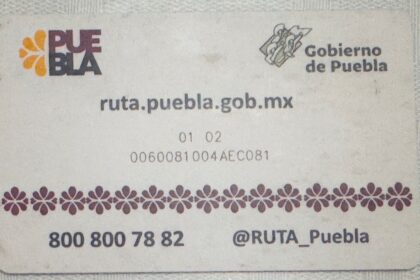 PUE
BLA
Gobierno
de Puebla
ruta.puebla.gob.mx
01 02
0060081004AEC081
800 800 78 82
@RUTA_Puebla